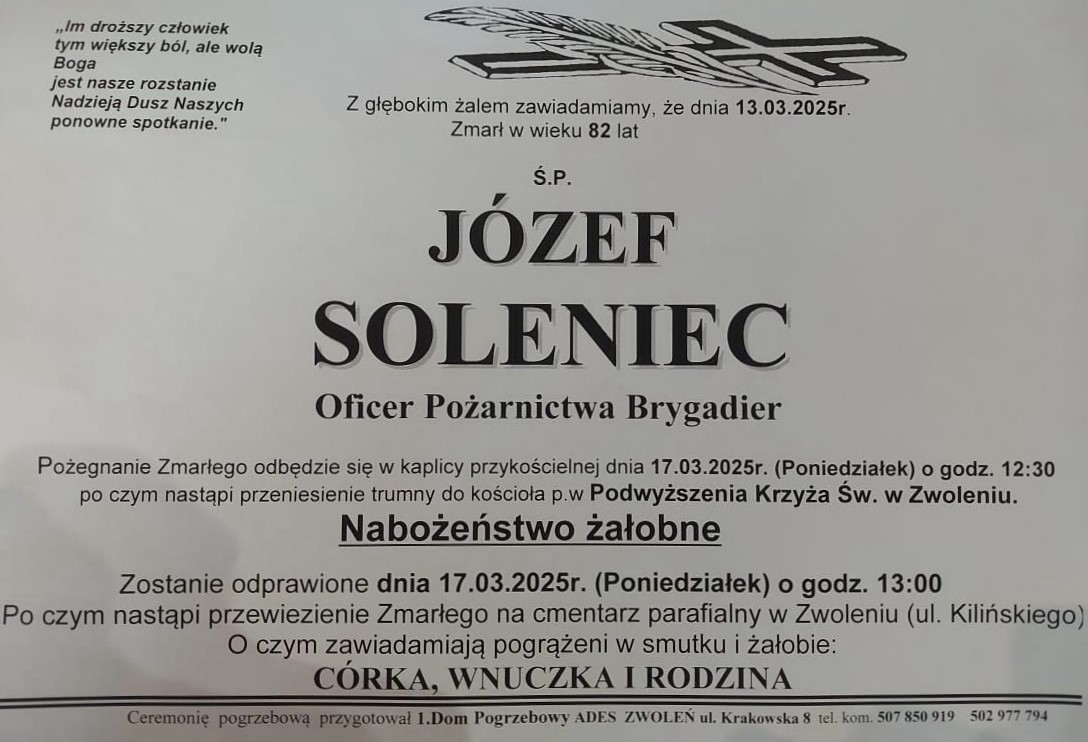 „Im droższy człowiek
tym większy ból, ale wolą
Boga
jest nasze rozstanie
Nadzieją Dusz Naszych
ponowne spotkanie."
Z głębokim żalem zawiadamiamy, że dnia 13.03.2025r.
Zmarł w wieku 82 lat
Ś.P.
JÓZEF
SOLENIEC
Oficer Pożarnictwa Brygadier
Pożegnanie Zmarłego odbędzie się w kaplicy przykościelnej dnia 17.03.2025r. (Poniedziałek) o godz. 12:30
po czym nastąpi przeniesienie trumny do kościoła p.w Podwyższenia Krzyża Św. w Zwoleniu.
Nabożeństwo żałobne
Zostanie odprawione dnia 17.03.2025r. (Poniedziałek) o godz. 13:00
Po czym nastąpi przewiezienie Zmarłego na cmentarz parafialny w Zwoleniu (ul. Kilińskiego)
O czym zawiadamiają pogrążeni w smutku i żałobie:
CÓRKA, WNUCZKA I RODZINA
Ceremonię pogrzebową przygotował 1.Dom Pogrzebowy ADES ZWOLEŃ ul. Krakowska 8 tel. kom. 507 850 919 502 977 794